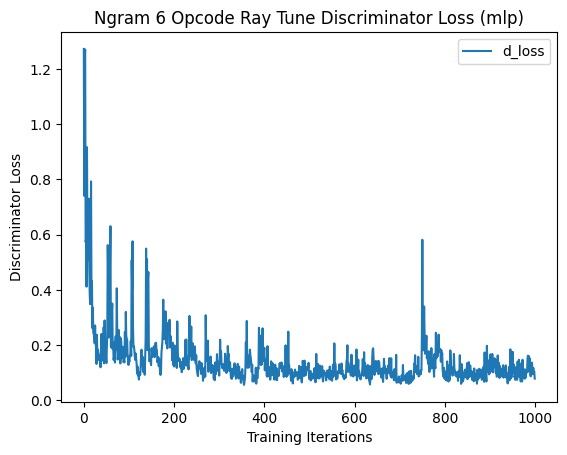 Ngram 6 Opcode Ray Tune Discriminator Loss (mlp)
d_loss
1.2
1.0
0.8
0.6
0.4
0.2
0.0
Discriminator Loss
0 200 400 600 800 1000
Training Iterations